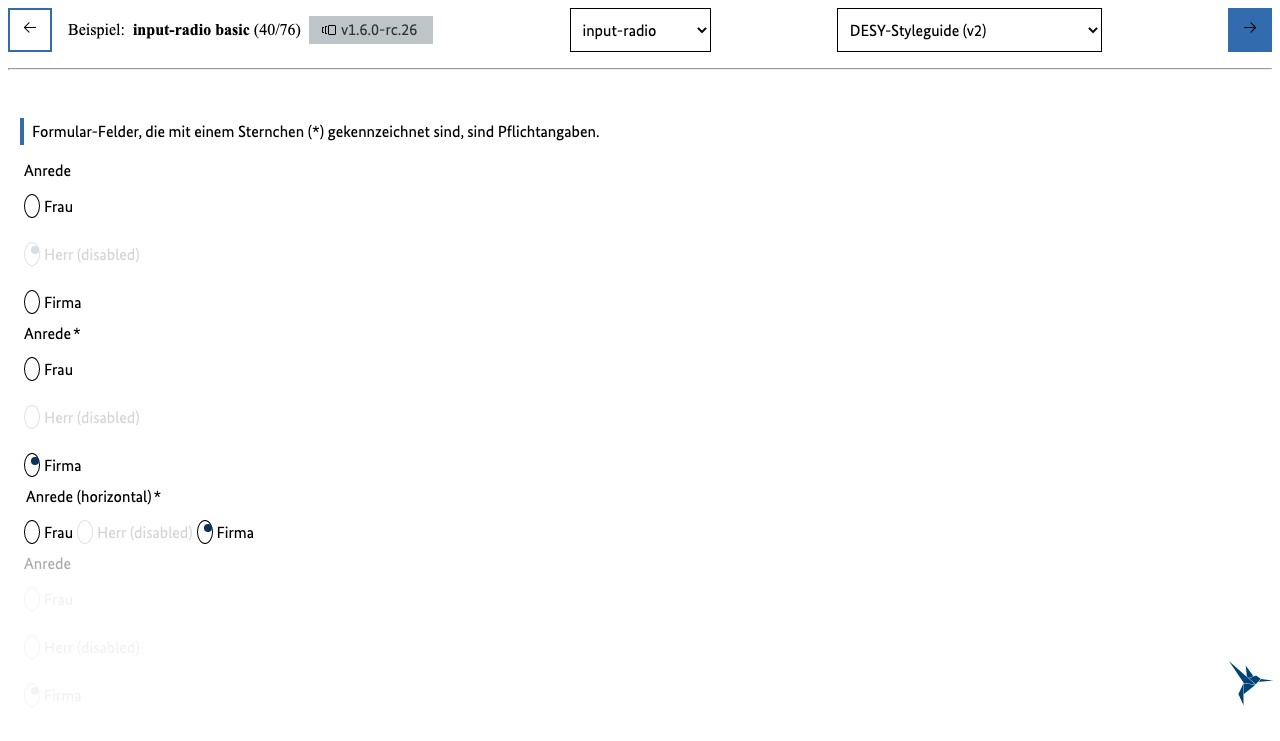 Beispiel: input-radio basic (40/76) v1.6.0-rc.26 input-radio DESY-Styleguide (v2)
Formular-Felder, die mit einem Sternchen (*) gekennzeichnet sind, sind Pflichtangaben.
Anrede
Frau
Herr (disabled)
Firma
Anrede*
Frau
Herr (disabled)
Firma
Anrede (horizontal)*
Frau Herr (disabled) Firma
Anrede
Frau
Herr (disabled)
Firma